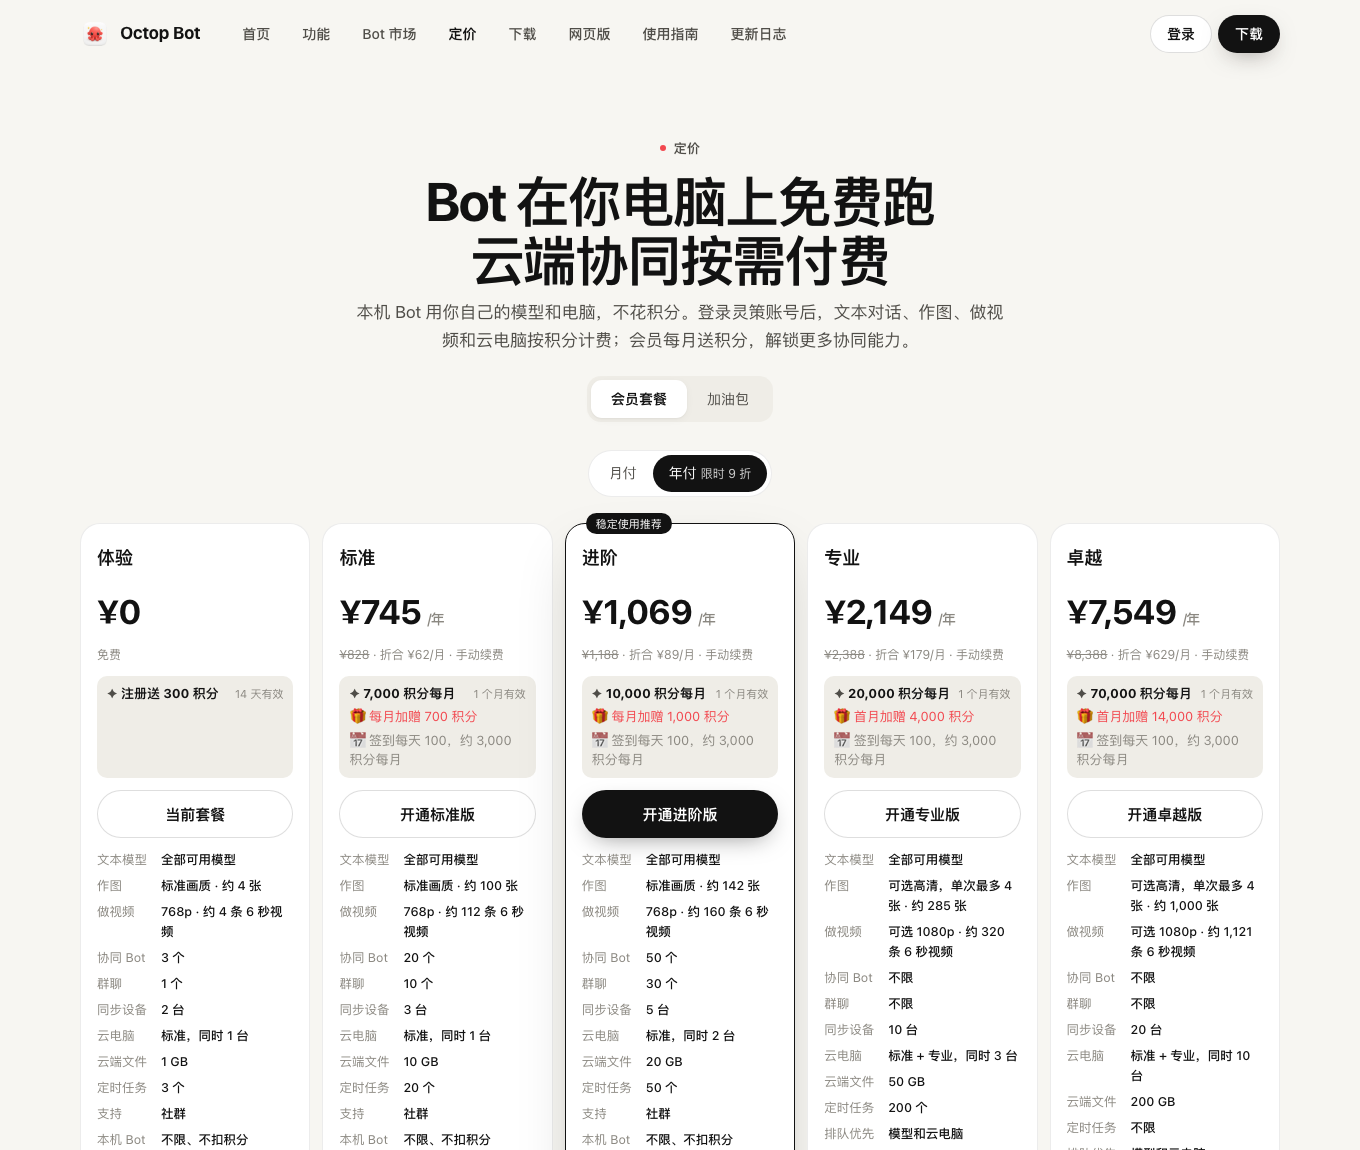 Octop Bot
首页
功能
Bot 市场
定价
下载
网页版
使用指南
更新日志
登录
下载
定价
Bot 在你电脑上免费跑
云端协同按需付费
本机 Bot 用你自己的模型和电脑，不花积分。登录灵策账号后，文本对话、作图、做视
频和云电脑按积分计费；会员每月送积分，解锁更多协同能力。
会员套餐
加油包
月付
年付 限时 9 折
体验
¥0
免费
✦ 注册送 300 积分 14 天有效
当前套餐
文本模型 全部可用模型
作图 标准画质 · 约 4 张
做视频 768p · 约 4 条 6 秒视
频
协同 Bot 3 个
群聊 1 个
同步设备 2 台
云电脑 标准，同时 1 台
云端文件 1 GB
定时任务 3 个
支持 社群
本机 Bot 不限、不扣积分
标准
¥745 /年
¥828 · 折合 ¥62/月 · 手动续费
✦ 7,000 积分每月 1 个月有效
🎁 每月加赠 700 积分
📅 签到每天 100，约 3,000
积分每月
开通标准版
文本模型 全部可用模型
作图 标准画质 · 约 100 张
做视频 768p · 约 112 条 6 秒
视频
协同 Bot 20 个
群聊 10 个
同步设备 3 台
云电脑 标准，同时 1 台
云端文件 10 GB
定时任务 20 个
支持 社群
本机 Bot 不限、不扣积分
稳定使用推荐
进阶
¥1,069 /年
¥1,188 · 折合 ¥89/月 · 手动续费
✦ 10,000 积分每月 1 个月有效
🎁 每月加赠 1,000 积分
📅 签到每天 100，约 3,000
积分每月
开通进阶版
文本模型 全部可用模型
作图 标准画质 · 约 142 张
做视频 768p · 约 160 条 6 秒
视频
协同 Bot 50 个
群聊 30 个
同步设备 5 台
云电脑 标准，同时 2 台
云端文件 20 GB
定时任务 50 个
支持 社群
本机 Bot 不限、不扣积分
专业
¥2,149 /年
¥2,388 · 折合 ¥179/月 · 手动续费
✦ 20,000 积分每月 1 个月有效
🎁 首月加赠 4,000 积分
📅 签到每天 100，约 3,000
积分每月
开通专业版
文本模型 全部可用模型
作图 可选高清，单次最多 4
张 · 约 285 张
做视频 可选 1080p · 约 320
条 6 秒视频
协同 Bot 不限
群聊 不限
同步设备 10 台
云电脑 标准 + 专业，同时 3 台
云端文件 50 GB
定时任务 200 个
排队优先 模型和云电脑
卓越
¥7,549 /年
¥8,388 · 折合 ¥629/月 · 手动续费
✦ 70,000 积分每月 1 个月有效
🎁 首月加赠 14,000 积分
📅 签到每天 100，约 3,000
积分每月
开通卓越版
文本模型 全部可用模型
作图 可选高清，单次最多 4
张 · 约 1,000 张
做视频 可选 1080p · 约 1,121
条 6 秒视频
协同 Bot 不限
群聊 不限
同步设备 20 台
云电脑 标准 + 专业，同时 10
台
云端文件 200 GB
定时任务 不限